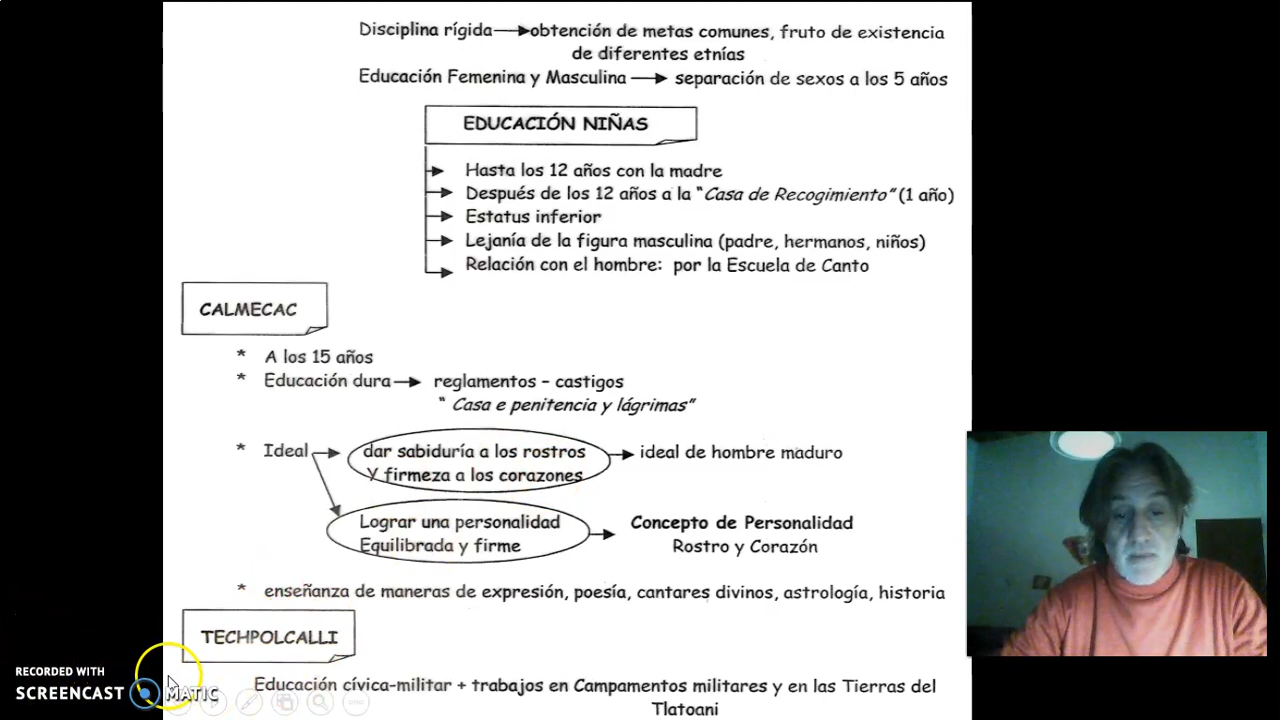 Disciplina rígida obtención de metas comunes, fruto de existencia
de diferentes etnías
Educación Femenina y Masculina separación de sexos a los 5 años
EDUCACIÓN NIÑAS
Hasta los 12 años con la madre
Después de los 12 años a la "Casa de Recogimiento" (1 año)
Estatus inferior
Lejanía de la figura masculina (padre, hermanos, niños)
Relación con el hombre: por la Escuela de Canto
CALMECAC
* A los 15 años
* Educación dura reglamentos – castigos
" Casa e penitencia y lágrimas"
* Ideal dar sabiduría a los rostros ideal de hombre maduro
Y firmeza a los corazones
Lograr una personalidad Concepto de Personalidad
Equilibrada y firme Rostro y Corazón
* enseñanza de maneras de expresión, poesía, cantares divinos, astrología, historia
TECHPOLCALLI
Educación cívica-militar + trabajos en Campamentos militares y en las Tierras del
Tlatoani
RECORDED WITH
SCREENCAST MATIC